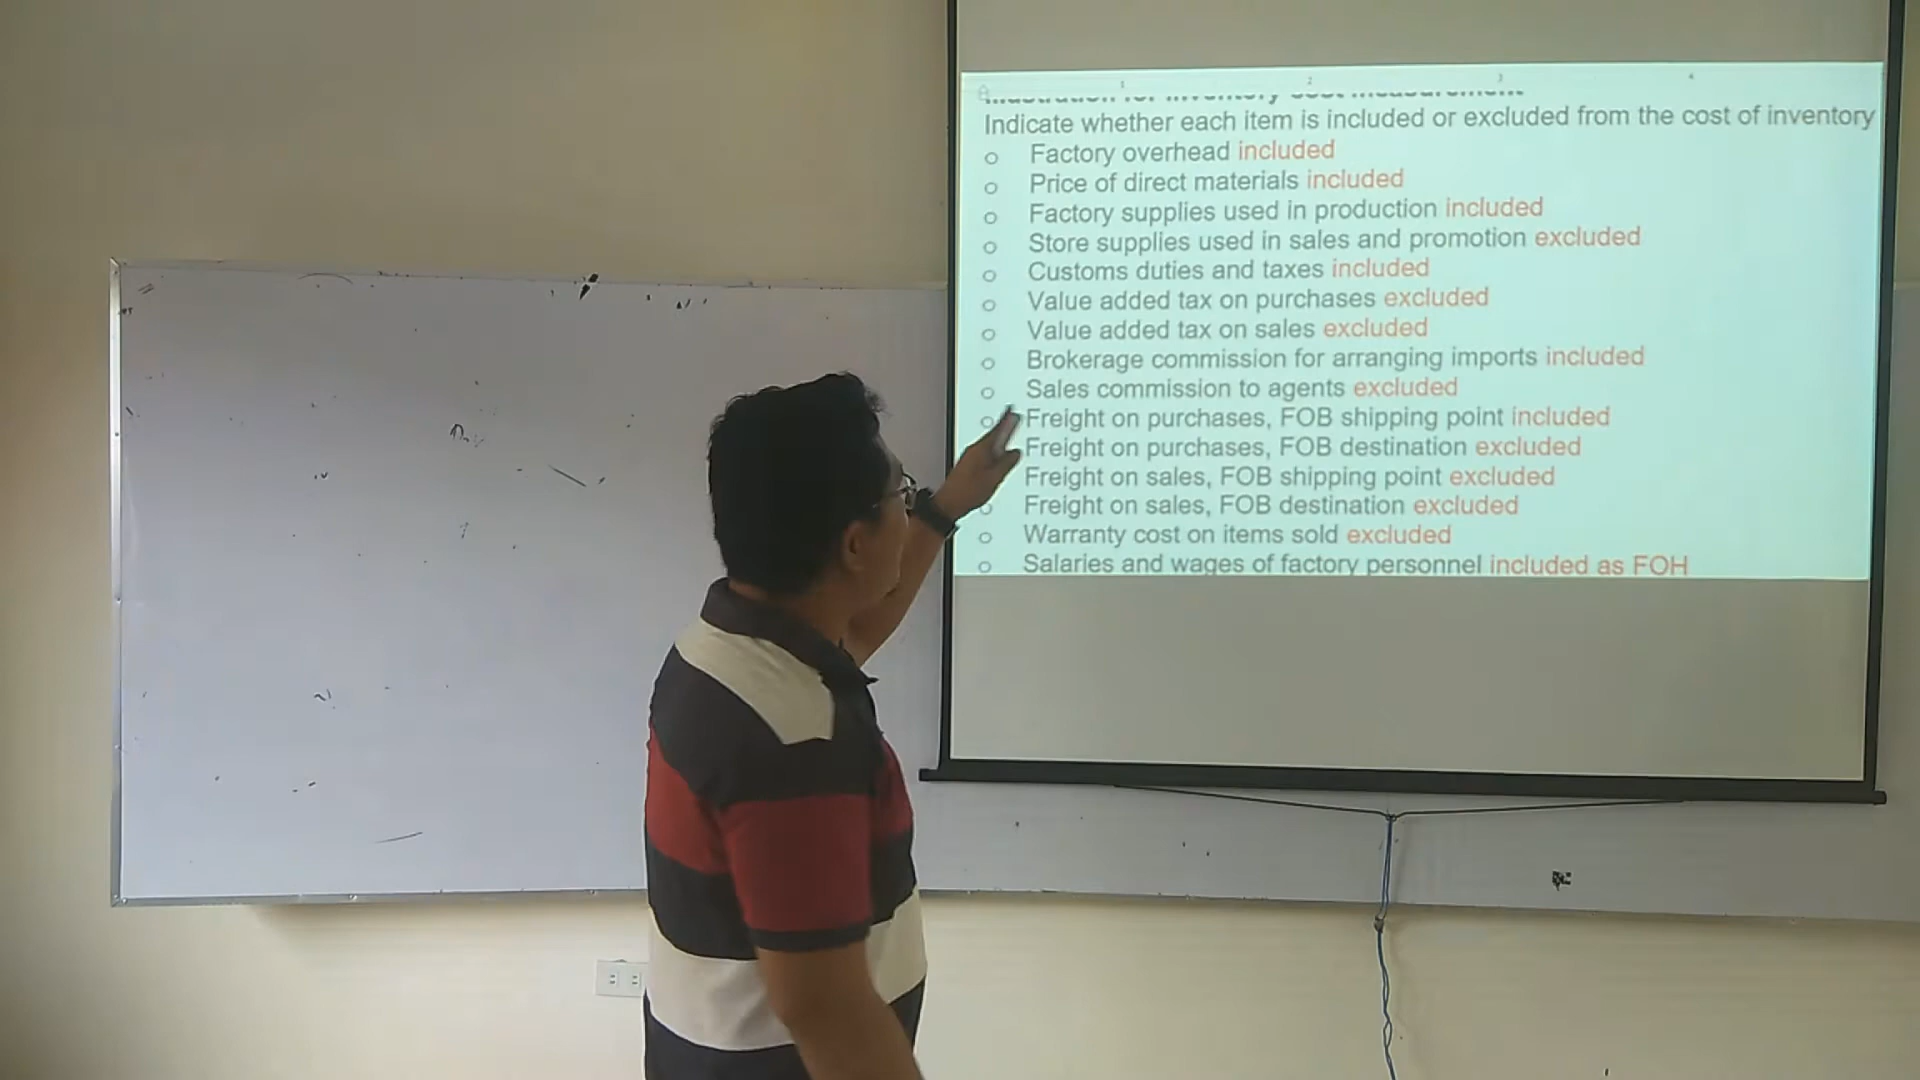 Indicate whether each item is included or excluded from the cost of inventory
Factory overhead included
Price of direct materials included
Factory supplies used in production included
Store supplies used in sales and promotion excluded
Customs duties and taxes included
Value added tax on purchases excluded
Value added tax on sales excluded
Brokerage commission for arranging imports included
Sales commission to agents excluded
Freight on purchases, FOB shipping point included
Freight on purchases, FOB destination excluded
Freight on sales, FOB shipping point excluded
Freight on sales, FOB destination excluded
Warranty cost on items sold excluded
Salaries and wages of factory personnel included as FOH